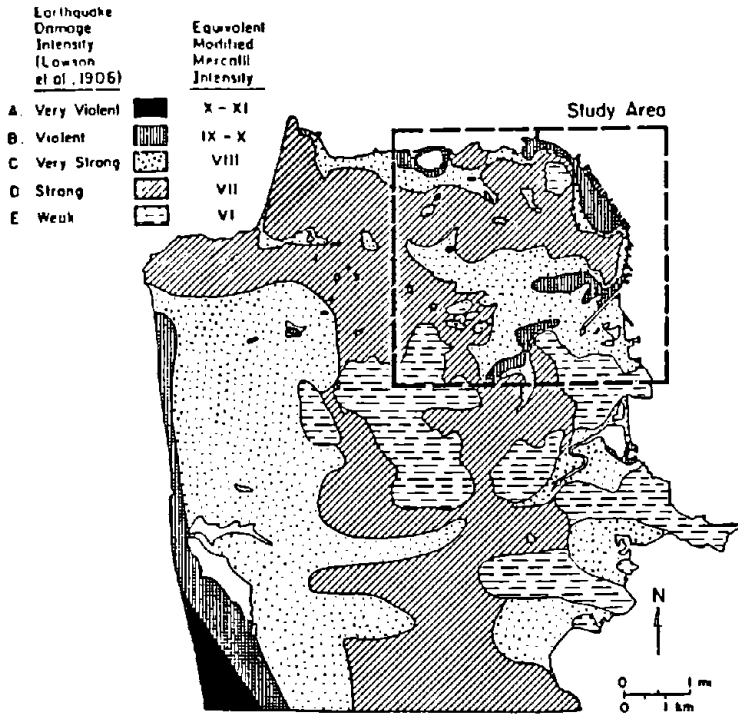 Earthquake
Damage
Intensity
(Lawson
et al., 1906)
Equivalent
Modified
Mercalli
Intensity
A. Very Violent X – XI
B. Violent IX – X
C Very Strong VIII
D Strong VII
E Weak VI
Study Area
N
0 1 mi
0 1 km